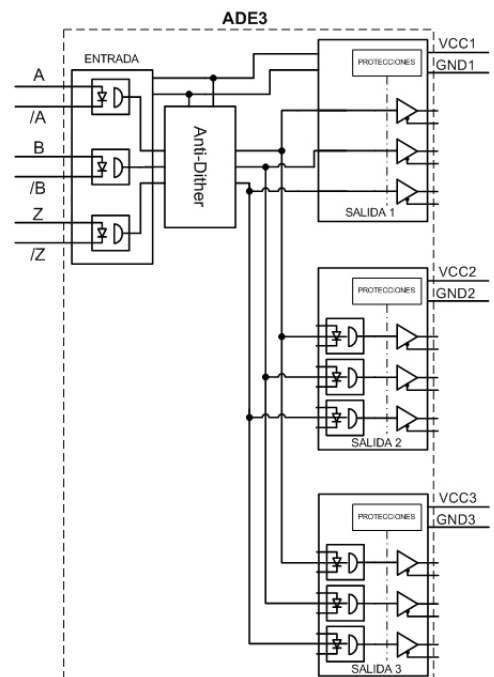 ADE3
ENTRADA
A
/A
B
/B
Z
/Z
Anti-Dither
PROTECCIONES
VCC1
GND1
SALIDA 1
PROTECCIONES
VCC2
GND2
SALIDA 2
PROTECCIONES
VCC3
GND3
SALIDA 3